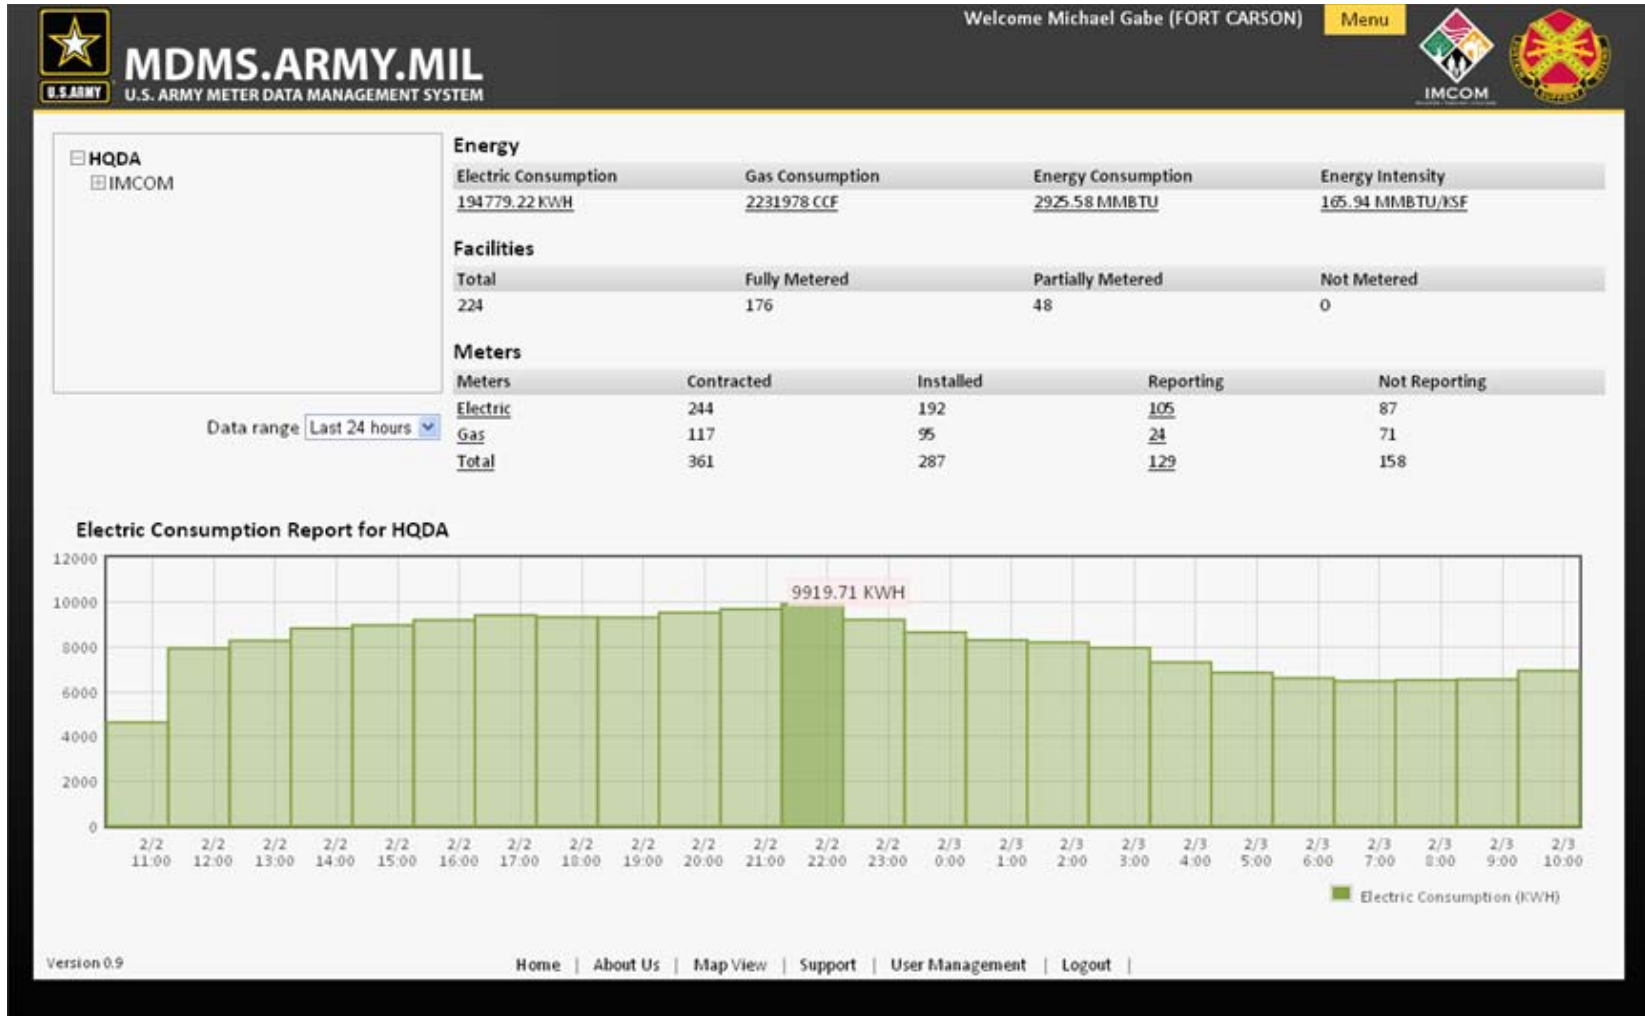 Welcome Michael Gabe (FORT CARSON) Menu
MDMS.ARMY.MIL
U.S.ARMY U.S. ARMY METER DATA MANAGEMENT SYSTEM
IMCOM
SUPPORT
HQDA
IMCOM
Data range Last 24 hours
Energy
Electric Consumption Gas Consumption Energy Consumption Energy Intensity
194779.22 KWH 2231978 CCF 2925.58 MMBTU 165.94 MMBTU/KSF
Facilities
Total Fully Metered Partially Metered Not Metered
224 176 48 0
Meters
Meters Contracted Installed Reporting Not Reporting
Electric 244 192 105 87
Gas 117 95 24 71
Total 361 287 129 158
Electric Consumption Report for HQDA
12000
10000
8000
6000
4000
2000
0
9919.71 KWH
2/2 2/2 2/2 2/2 2/2 2/2 2/2 2/2 2/2 2/2 2/2 2/2 2/2 2/3 2/3 2/3 2/3 2/3 2/3 2/3 2/3 2/3 2/3 2/3
11:00 12:00 13:00 14:00 15:00 16:00 17:00 18:00 19:00 20:00 21:00 22:00 23:00 0:00 1:00 2:00 3:00 4:00 5:00 6:00 7:00 8:00 9:00 10:00
Electric Consumption (KWH)
Version 0.9
Home | About Us | Map View | Support | User Management | Logout |